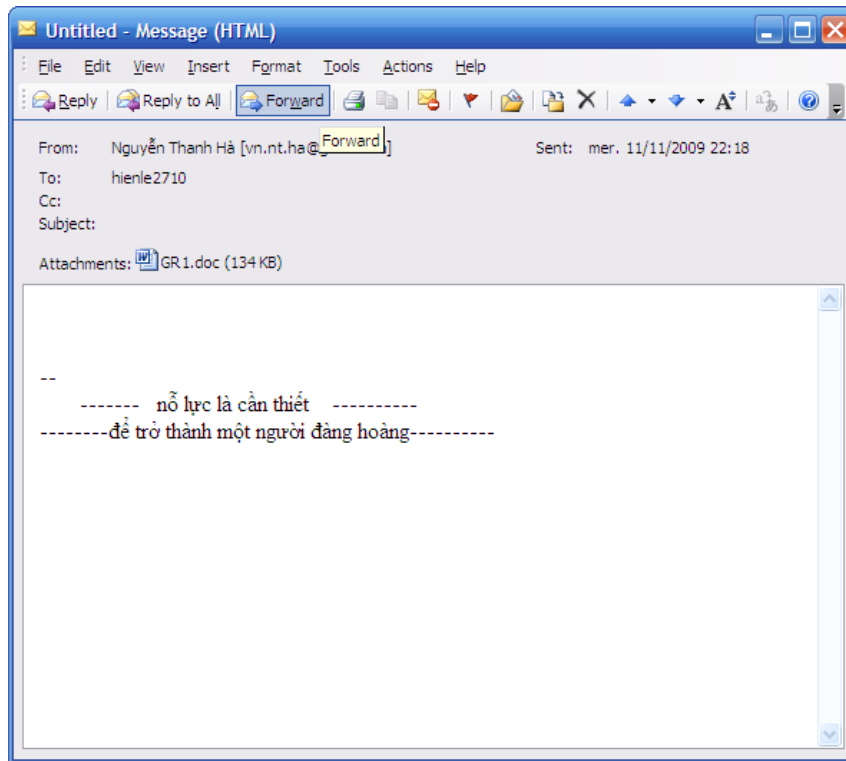 Untitled - Message (HTML)
File Edit View Insert Format Tools Actions Help
Reply Reply to All Forward
Forward
From: Nguyễn Thanh Hà [vn.nt.ha@g Sent: mer. 11/11/2009 22:18
To: hienle2710
Cc:
Subject:
Attachments: GR1.doc (134 KB)
--
------- nỗ lực là cần thiết ----------
--------để trở thành một người đàng hoàng----------